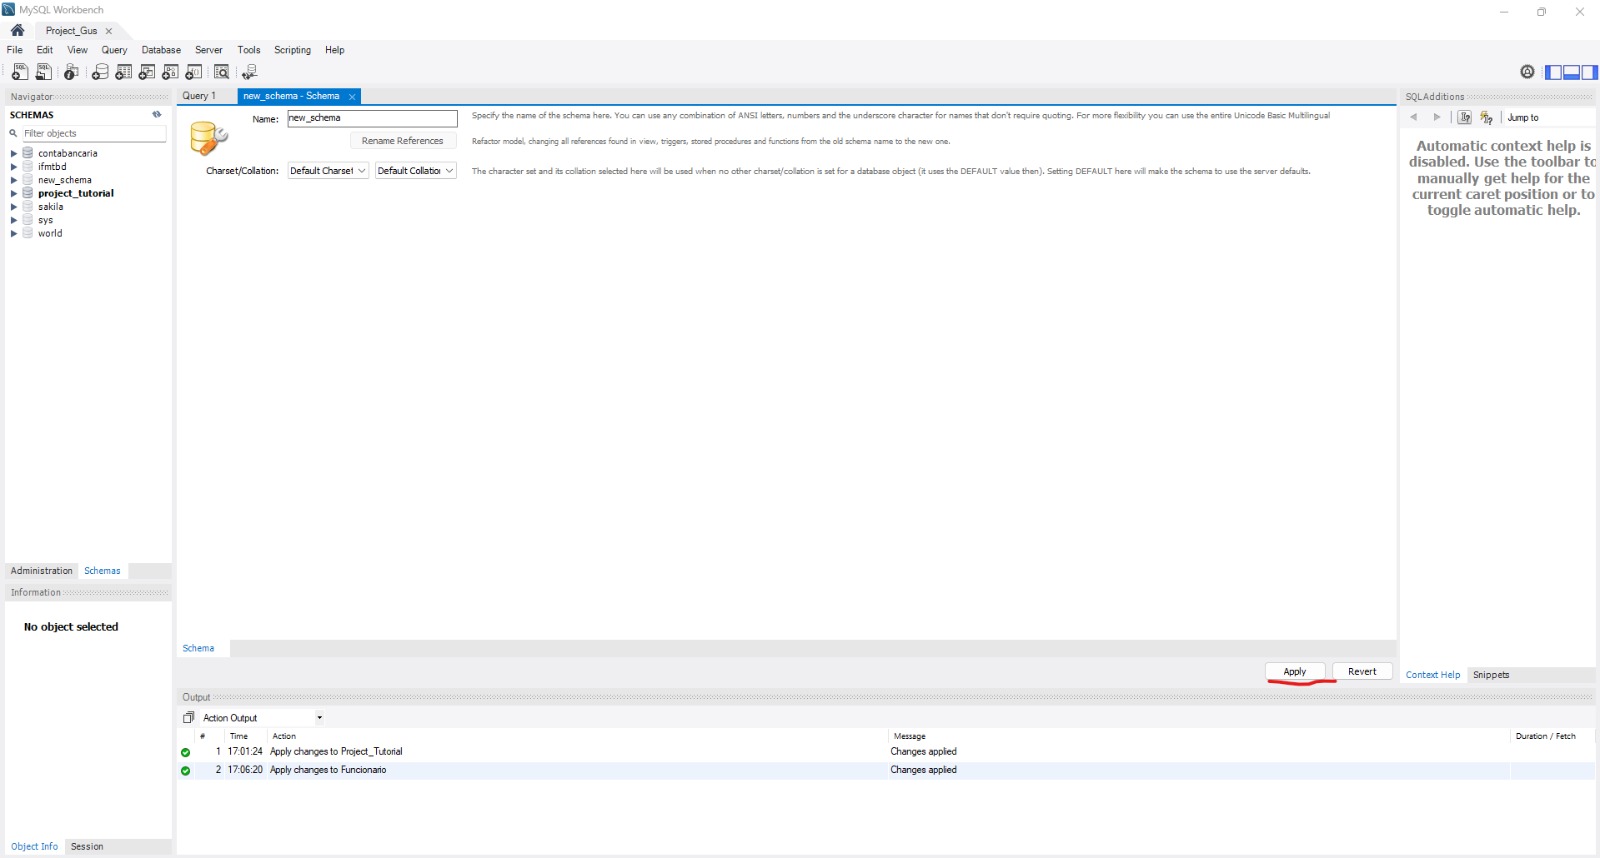 MySQL Workbench
Project_Gus
File Edit View Query Database Server Tools Scripting Help
Navigator
SCHEMAS
Filter objects
contabancaria
ifmtbd
new_schema
project_tutorial
sakila
sys
world
Administration Schemas
Information
No object selected
Object Info Session
Query 1 new_schema - Schema
Name: new_schema
Specify the name of the schema here. You can use any combination of ANSI letters, numbers and the underscore character for names that don't require quoting. For more flexibility you can use the entire Unicode Basic Multilingual
Rename References
Refactor model, changing all references found in view, triggers, stored procedures and functions from the old schema name to the new one.
Charset/Collation: Default Charset Default Collation
The character set and its collation selected here will be used when no other charset/collation is set for a database object (it uses the DEFAULT value then). Setting DEFAULT here will make the schema to use the server defaults.
Schema
Apply Revert
Output
Action Output
# Time Action Message Duration / Fetch
1 17:01:24 Apply changes to Project_Tutorial Changes applied
2 17:06:20 Apply changes to Funcionario Changes applied
SQLAdditions
Jump to
Automatic context help is
disabled. Use the toolbar to
manually get help for the
current caret position or to
toggle automatic help.
Context Help Snippets